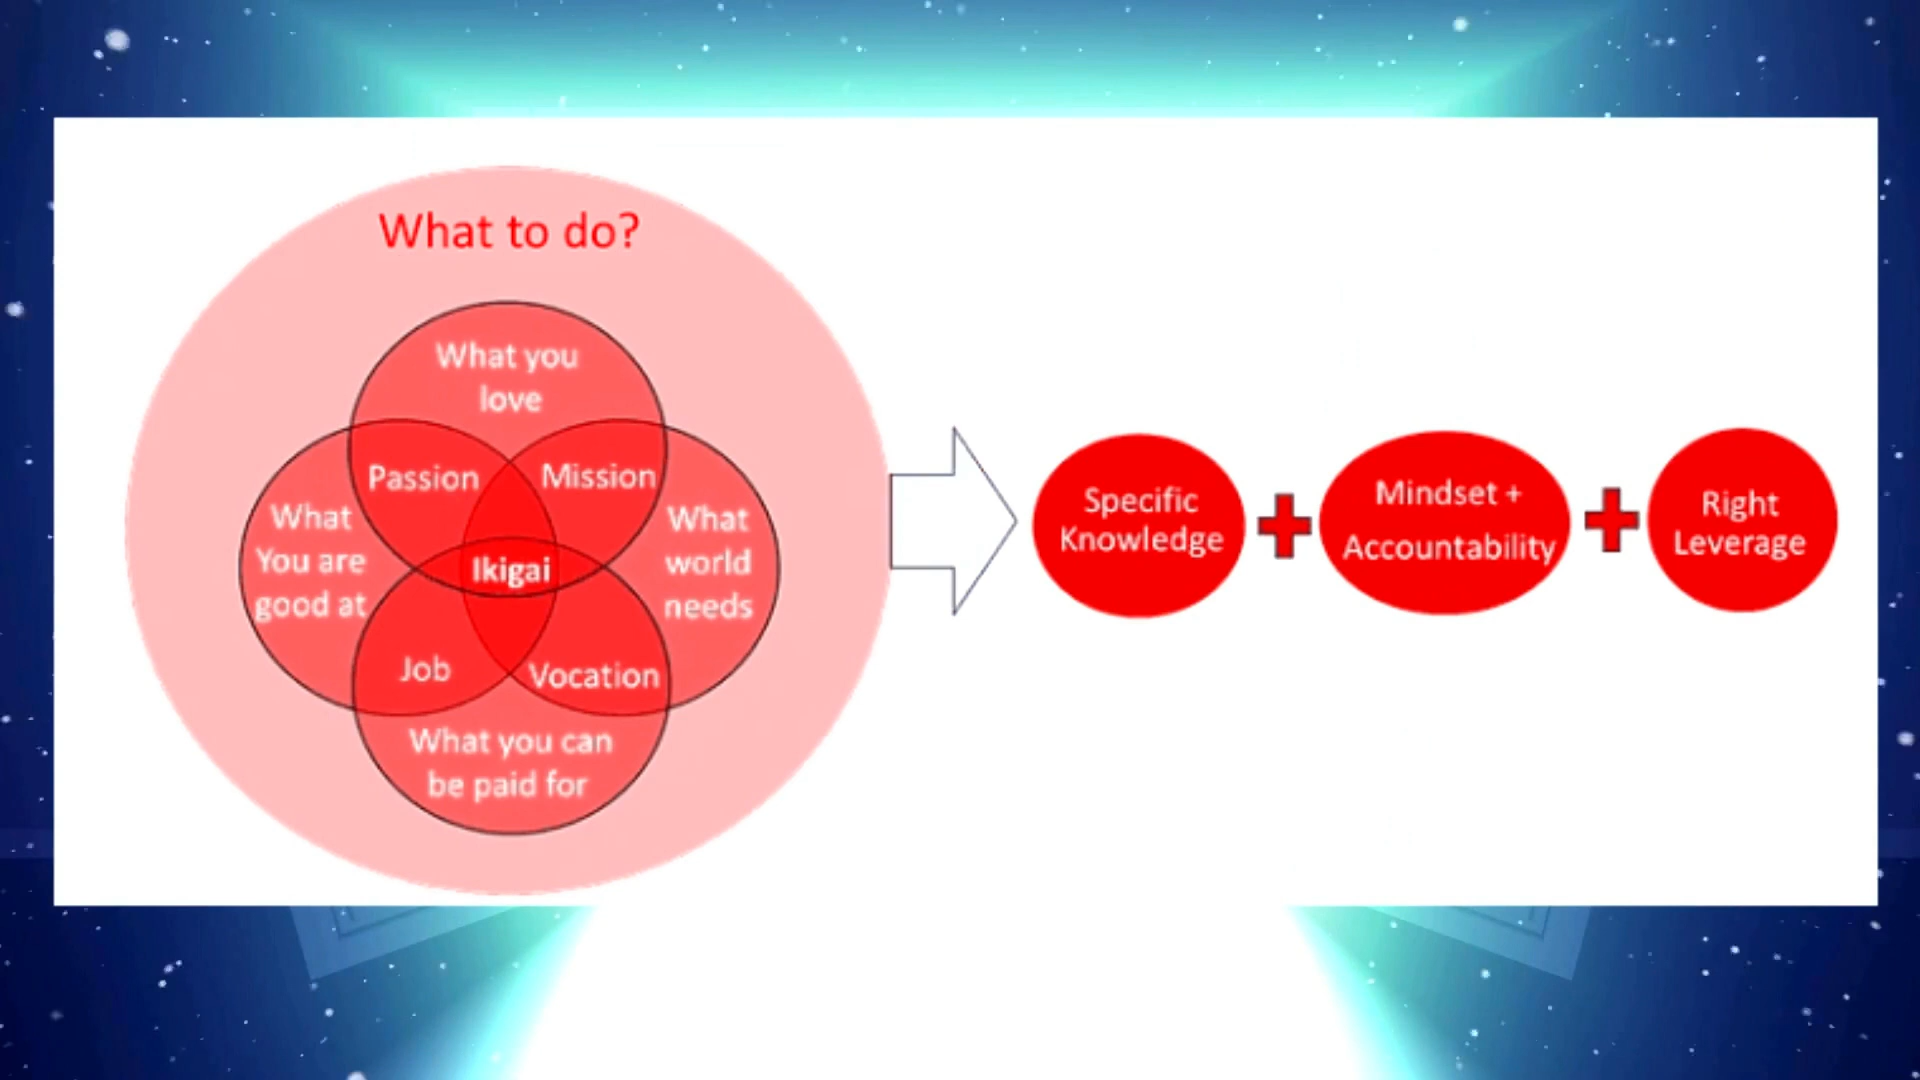 What to do?
What you
love
Passion
Mission
What
You are
good at
What
world
needs
Ikigai
Job
Vocation
What you can
be paid for
Specific
Knowledge
Mindset +
Accountability
Right
Leverage